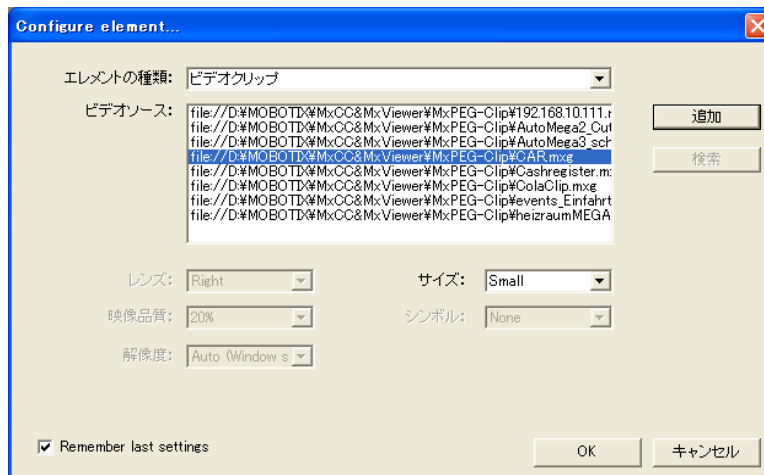 Configure element...
エレメントの種類: ビデオクリップ
ビデオソース:
file://D:¥MOBOTIX¥MxCC&MxViewer¥MxPEG-Clip¥192.168.10.111.r
file://D:¥MOBOTIX¥MxCC&MxViewer¥MxPEG-Clip¥AutoMega2_Cut
file://D:¥MOBOTIX¥MxCC&MxViewer¥MxPEG-Clip¥AutoMega3_sch
file://D:¥MOBOTIX¥MxCC&MxViewer¥MxPEG-Clip¥CAR.mxg
file://D:¥MOBOTIX¥MxCC&MxViewer¥MxPEG-Clip¥Cashregister.m
file://D:¥MOBOTIX¥MxCC&MxViewer¥MxPEG-Clip¥ColaClip.mxg
file://D:¥MOBOTIX¥MxCC&MxViewer¥MxPEG-Clip¥events_Einfahrt
file://D:¥MOBOTIX¥MxCC&MxViewer¥MxPEG-Clip¥heizraumMEGA
追加
検索
レンズ: Right サイズ: Small
映像品質: 20% シンボル: None
解像度: Auto (Window s
Remember last settings
OK キャンセル